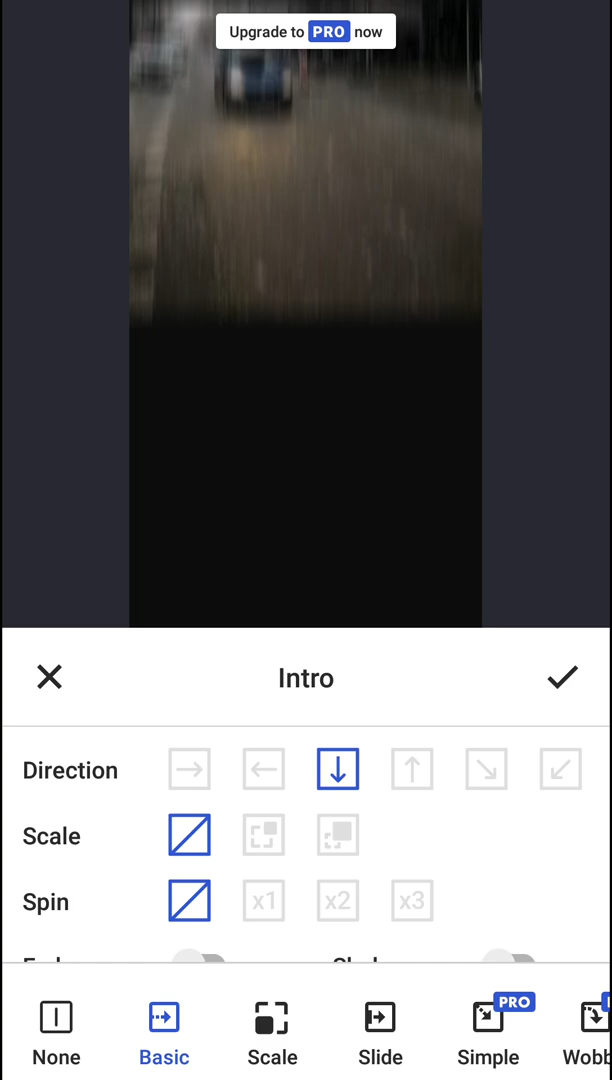 Upgrade to PRO now
Intro
Direction
Scale
Spin
x1 x2 x3
PRO
None Basic Scale Slide Simple